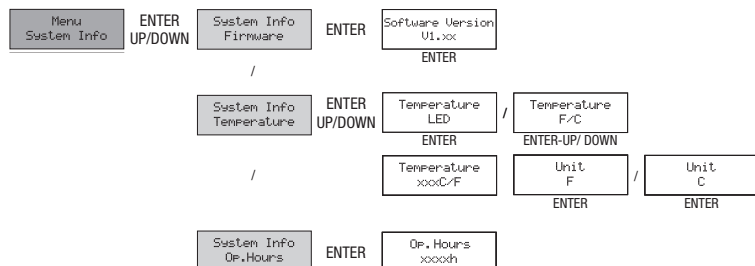 Menu
System Info
ENTER
UP/DOWN
System Info
Firmware
ENTER
Software Version
V1.xx
ENTER
/
System Info
Temperature
ENTER
UP/DOWN
Temperature
LED
ENTER
/
Temperature
F/C
ENTER-UP/ DOWN
/
Temperature
xxxC/F
Unit
F
ENTER
/
Unit
C
ENTER
System Info
Op.Hours
ENTER
Op.Hours
xxxxh